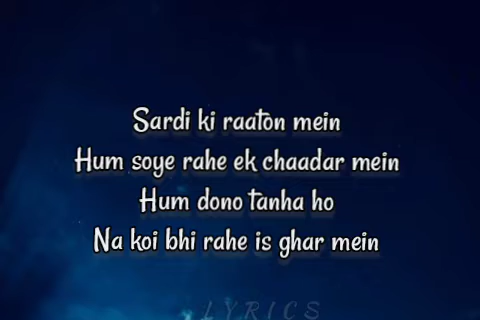 Sardi ki raaton mein
Hum soye rahe ek chaadar mein
Hum dono tanha ho
Na koi bhi rahe is ghar mein
LYRICS